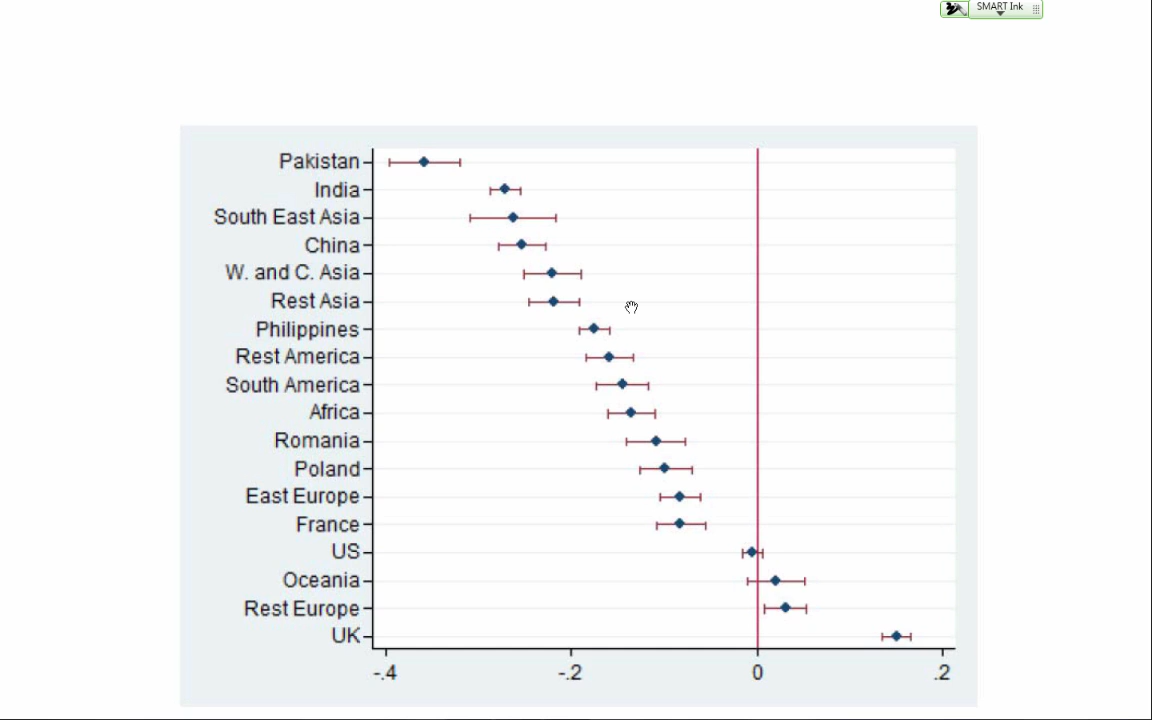 SMART Ink
Pakistan
India
South East Asia
China
W. and C. Asia
Rest Asia
Philippines
Rest America
South America
Africa
Romania
Poland
East Europe
France
US
Oceania
Rest Europe
UK
-.4 -.2 0 .2